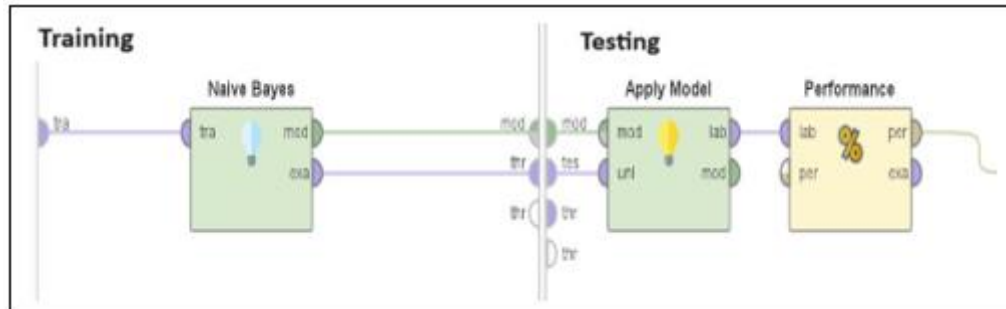 Training
Testing
Naive Bayes
Apply Model
Performance
tra
tra
mod
mod
mod
mod
lab
lab
per
exa
thr
tes
unl
mod
per
exa
thr
thr
thr
%